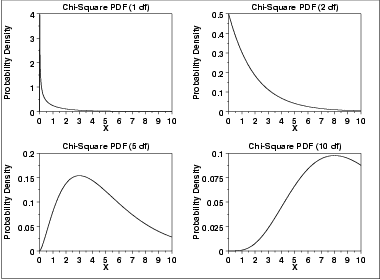 Chi-Square PDF (1 df)
4
3
2
1
0
Probability Density
0 1 2 3 4 5 6 7 8 9 10
X
Chi-Square PDF (2 df)
0.5
0.4
0.3
0.2
0.1
0
Probability Density
0 1 2 3 4 5 6 7 8 9 10
X
Chi-Square PDF (5 df)
0.2
0.15
0.1
0.05
0
Probability Density
0 1 2 3 4 5 6 7 8 9 10
X
Chi-Square PDF (10 df)
0.1
0.075
0.05
0.025
0
Probability Density
0 1 2 3 4 5 6 7 8 9 10
X